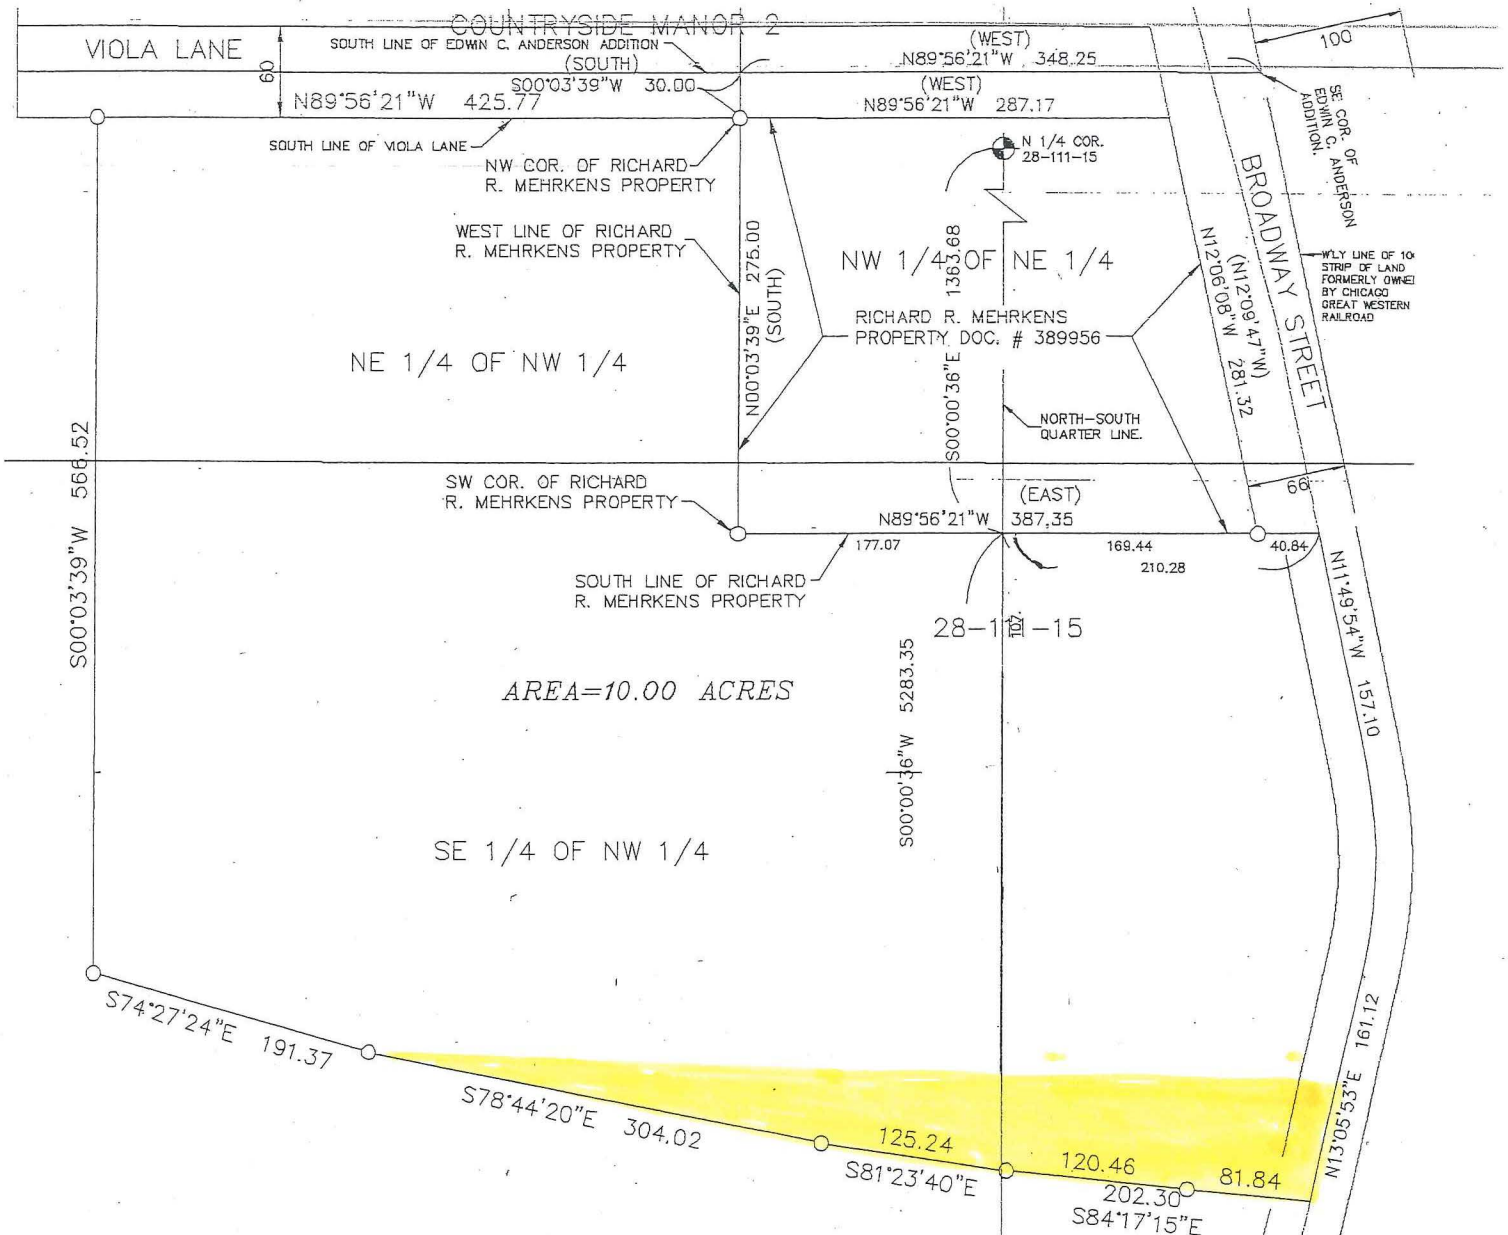 COUNTRYSIDE MANOR 2
VIOLA LANE
SOUTH LINE OF EDWIN C. ANDERSON ADDITION
(SOUTH)
S00°03'39"W 30.00
60
N89°56'21"W 425.77
(WEST)
N89°56'21"W 348.25
(WEST)
N89°56'21"W 287.17
100
SE COR. OF
EDWIN C. ANDERSON
ADDITION.
SOUTH LINE OF VIOLA LANE
NW COR. OF RICHARD
R. MEHRKENS PROPERTY
N 1/4 COR.
28-111-15
WEST LINE OF RICHARD
R. MEHRKENS PROPERTY
N00°03'39"E 275.00
(SOUTH)
NW 1/4 OF NE 1/4
S00°00'36"E 1363.68
BROADWAY STREET
N12°06'08"W 281.32
(N12°09'47"W)
W'LY LINE OF
STRIP OF LAND
FORMERLY
BY CHICAGO
GREAT WESTERN
RAILROAD
RICHARD R. MEHRKENS
PROPERTY DOC. # 389956
NE 1/4 OF NW 1/4
NORTH-SOUTH
QUARTER LINE.
S00°03'39"W 566.52
SW COR. OF RICHARD
R. MEHRKENS PROPERTY
(EAST)
N89°56'21"W 387.35
66
177.07
169.44
40.84
210.28
SOUTH LINE OF RICHARD
R. MEHRKENS PROPERTY
N11°49'54"W 157.10
28-111-15
AREA=10.00 ACRES
S00°00'36"W 5283.35
SE 1/4 OF NW 1/4
S74°27'24"E 191.37
S78°44'20"E 304.02
125.24
S81°23'40"E
120.46
81.84
202.30
S84°17'15"E
N13°05'53"E 161.12